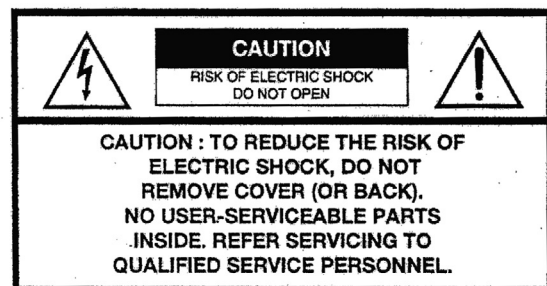 CAUTION
RISK OF ELECTRIC SHOCK
DO NOT OPEN
CAUTION : TO REDUCE THE RISK OF
ELECTRIC SHOCK, DO NOT
REMOVE COVER (OR BACK).
NO USER-SERVICEABLE PARTS
INSIDE. REFER SERVICING TO
QUALIFIED SERVICE PERSONNEL.